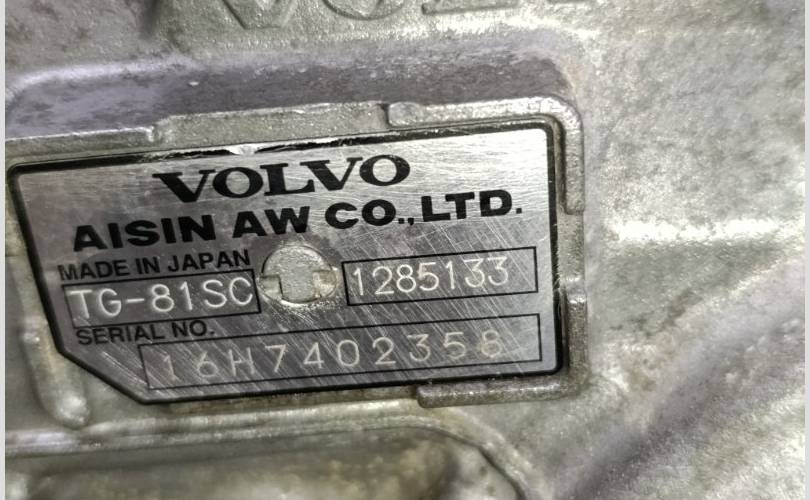 VOLVO
AISIN AW CO.,LTD.
MADE IN JAPAN
TG-81SC 1285133
SERIAL NO.
16H7402358